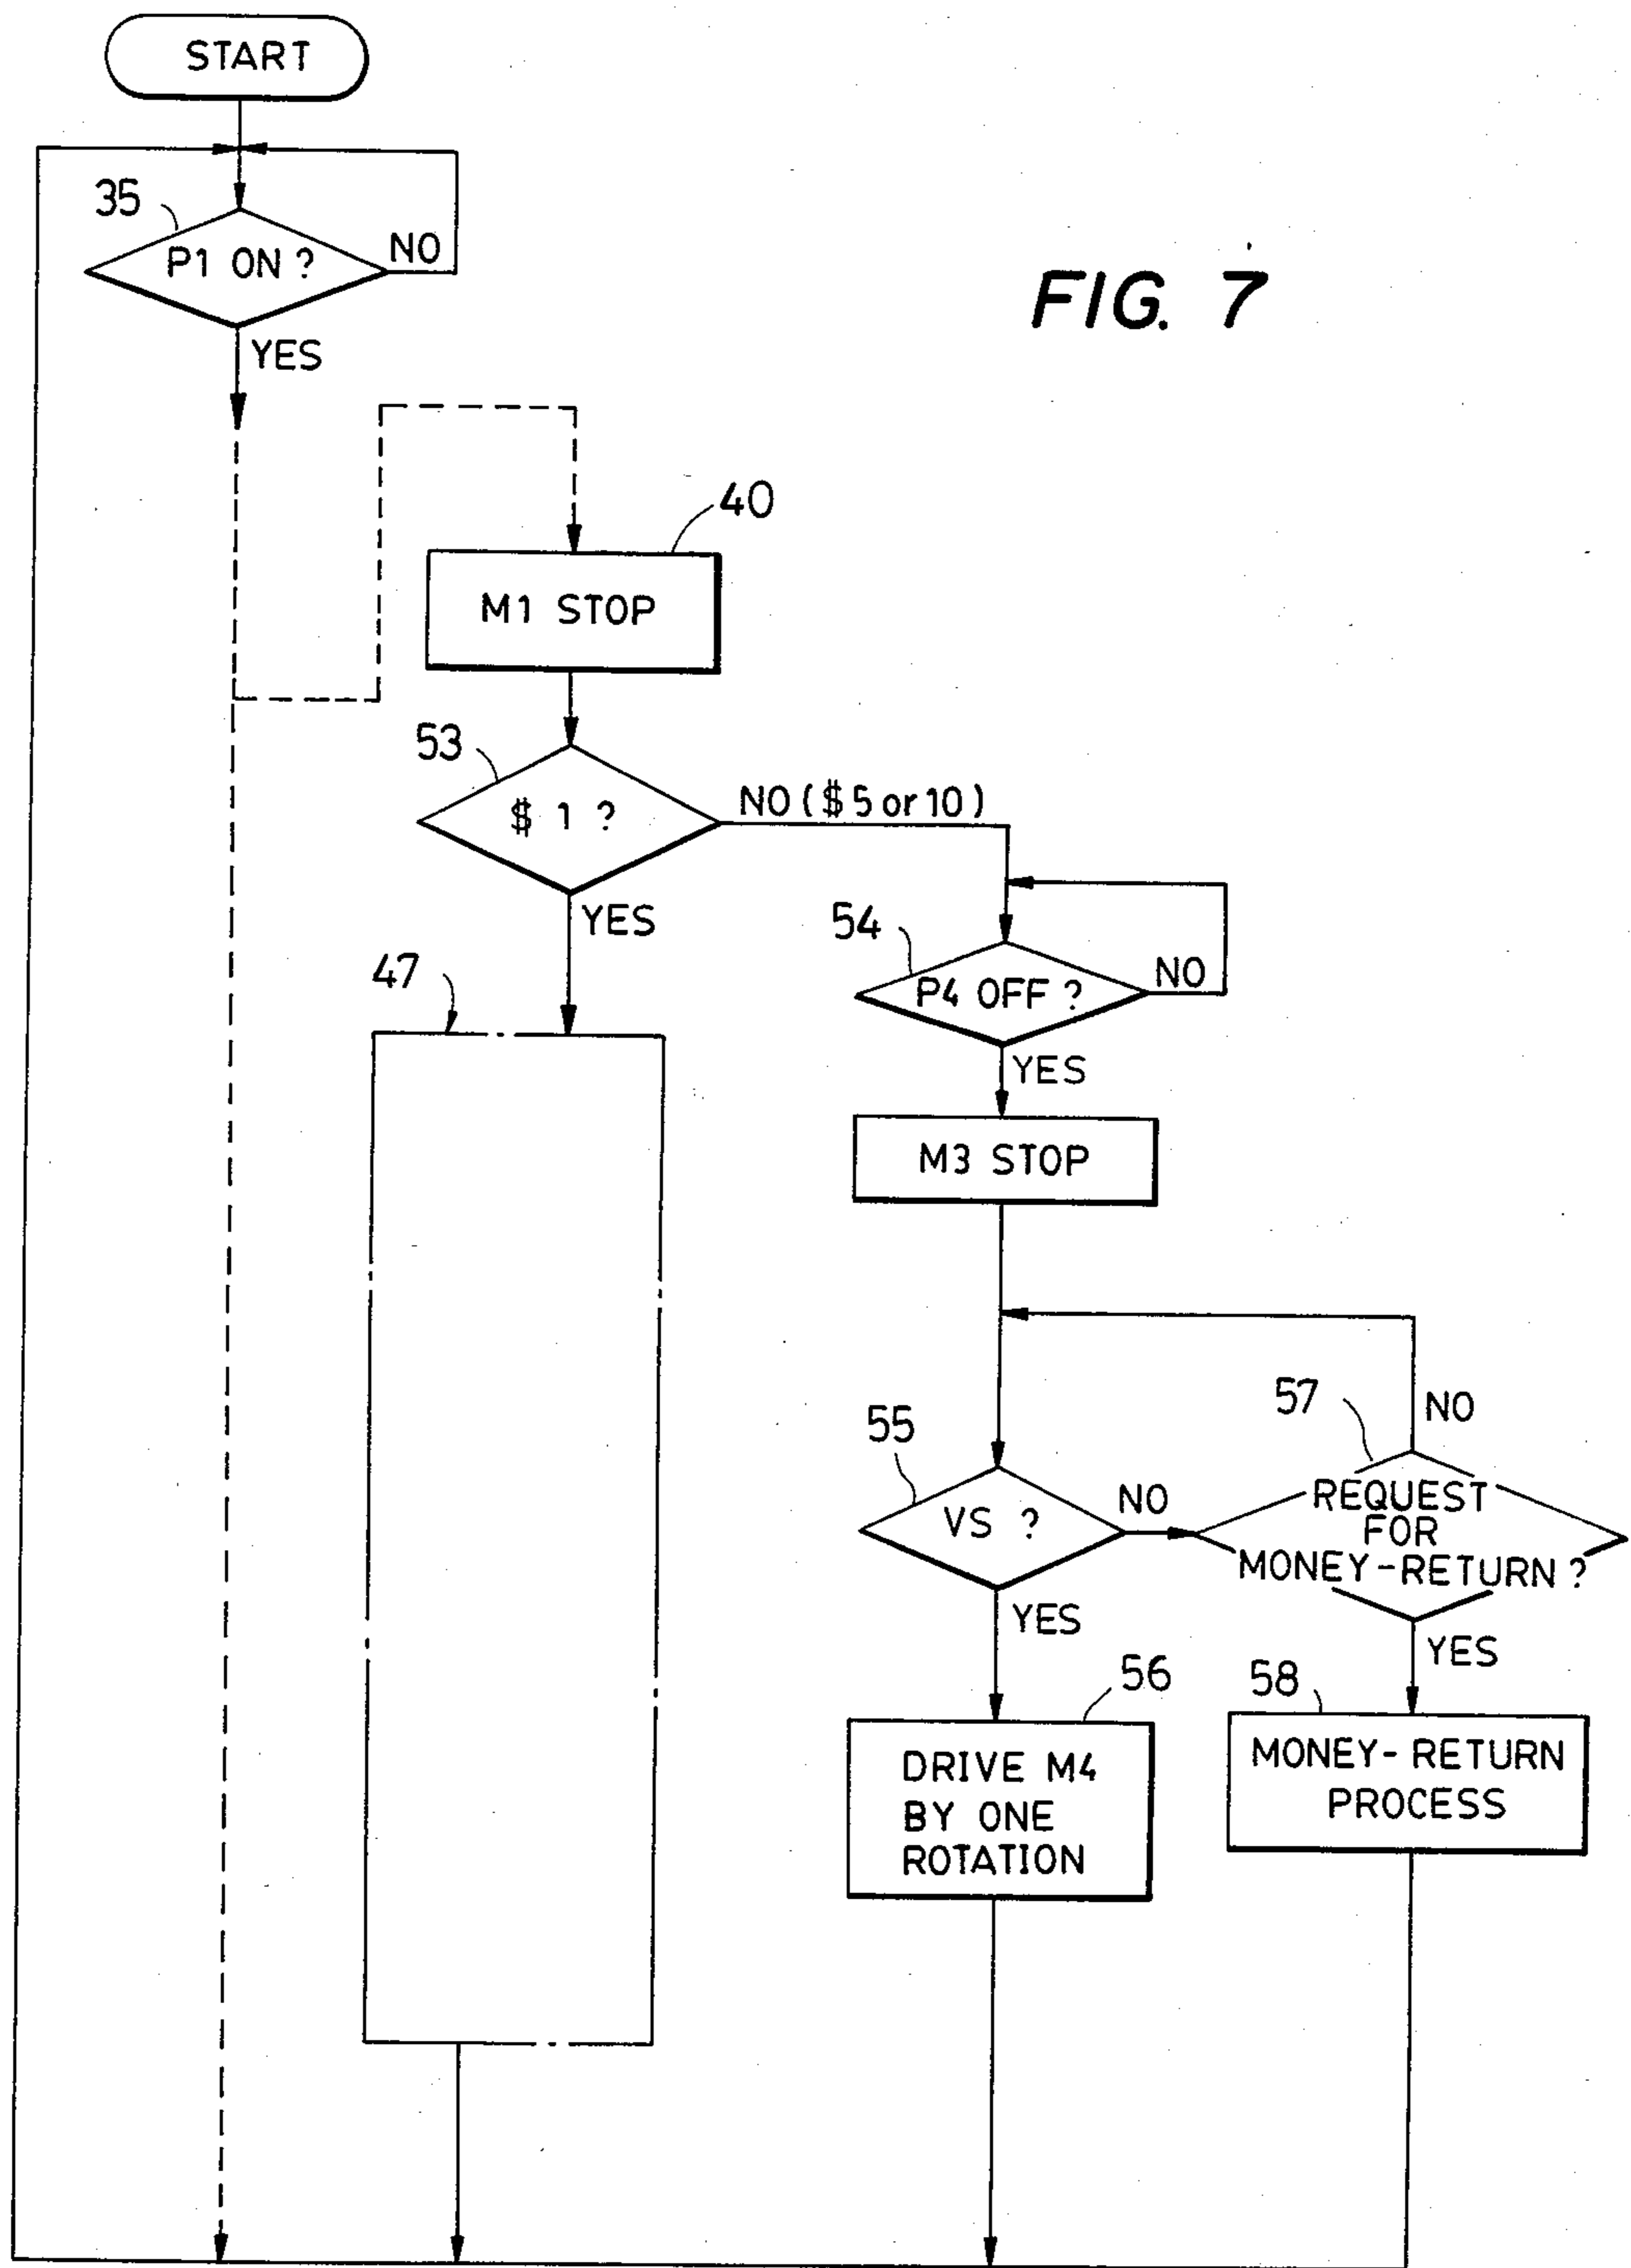 START
35
P1 ON ?
NO
FIG. 7
YES
40
M1 STOP
53
$ 1 ?
NO ( $ 5 or 10 )
YES
54
P4 OFF ?
NO
47
YES
M3 STOP
57
NO
55
VS ?
NO
REQUEST
FOR
MONEY-RETURN ?
YES
YES
56
58
DRIVE M4
BY ONE
ROTATION
MONEY-RETURN
PROCESS